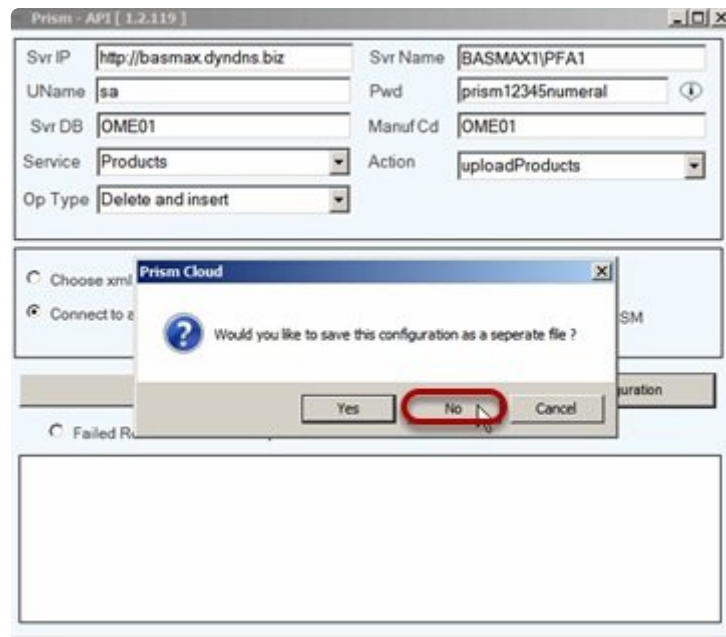 Prism - API [ 1.2.119 ]
Svr IP http://basmax.dyndns.biz Svr Name BASMAX1\PFA1
UName sa Pwd prism12345numeral
Svr DB OME01 Manuf Cd OME01
Service Products Action uploadProducts
Op Type Delete and insert
Choose xml
Prism Cloud
Connect to a SM
Would you like to save this configuration as a seperate file ?
Yes No Cancel
uration
Failed R